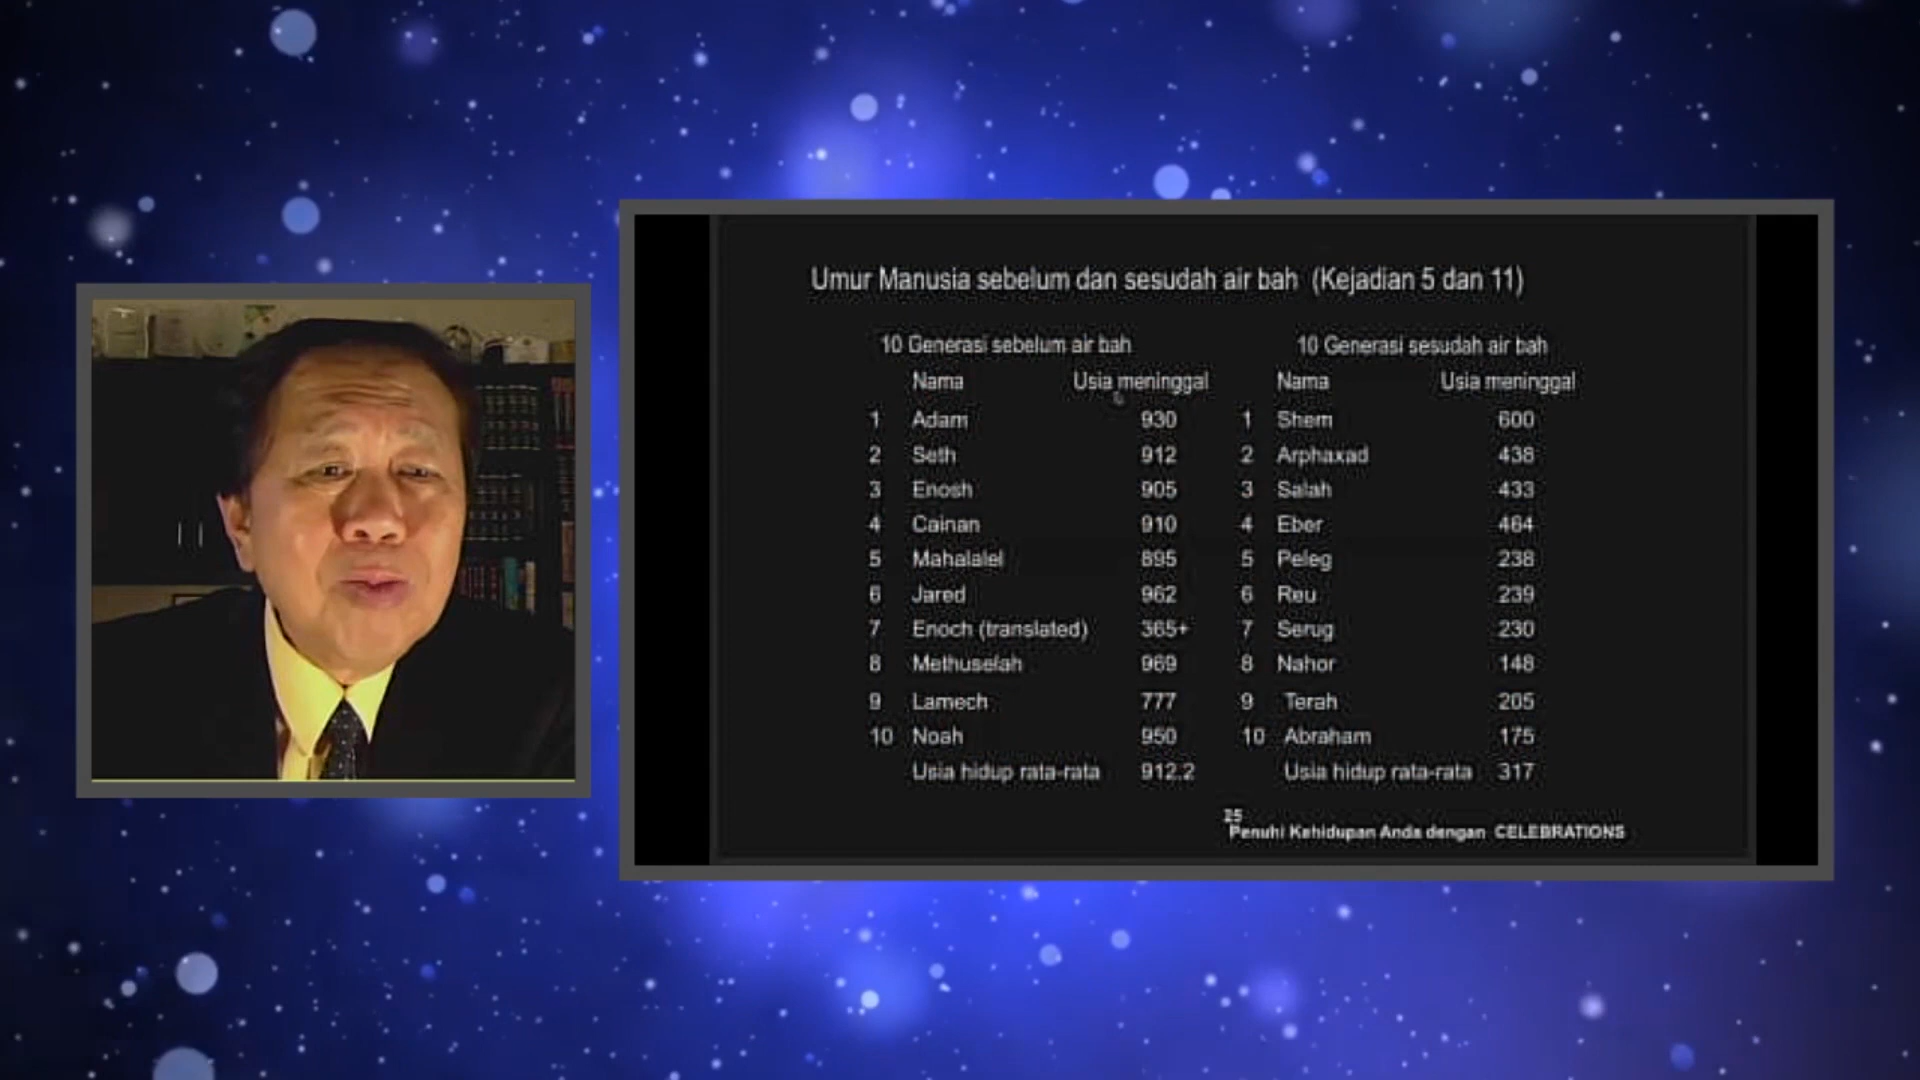 Umur Manusia sebelum dan sesudah air bah (Kejadian 5 dan 11)
10 Generasi sebelum air bah 10 Generasi sesudah air bah
Nama Usia meninggal Nama Usia meninggal
1 Adam 930 1 Shem 600
2 Seth 912 2 Arphaxad 438
3 Enosh 905 3 Salah 433
4 Cainan 910 4 Eber 464
5 Mahalalel 895 5 Peleg 238
6 Jared 962 6 Reu 239
7 Enoch (translated) 365+ 7 Serug 230
8 Methuselah 969 8 Nahor 148
9 Lamech 777 9 Terah 205
10 Noah 950 10 Abraham 175
Usia hidup rata-rata 912.2 Usia hidup rata-rata 317
25
Penuhi Kehidupan Anda dengan CELEBRATIONS